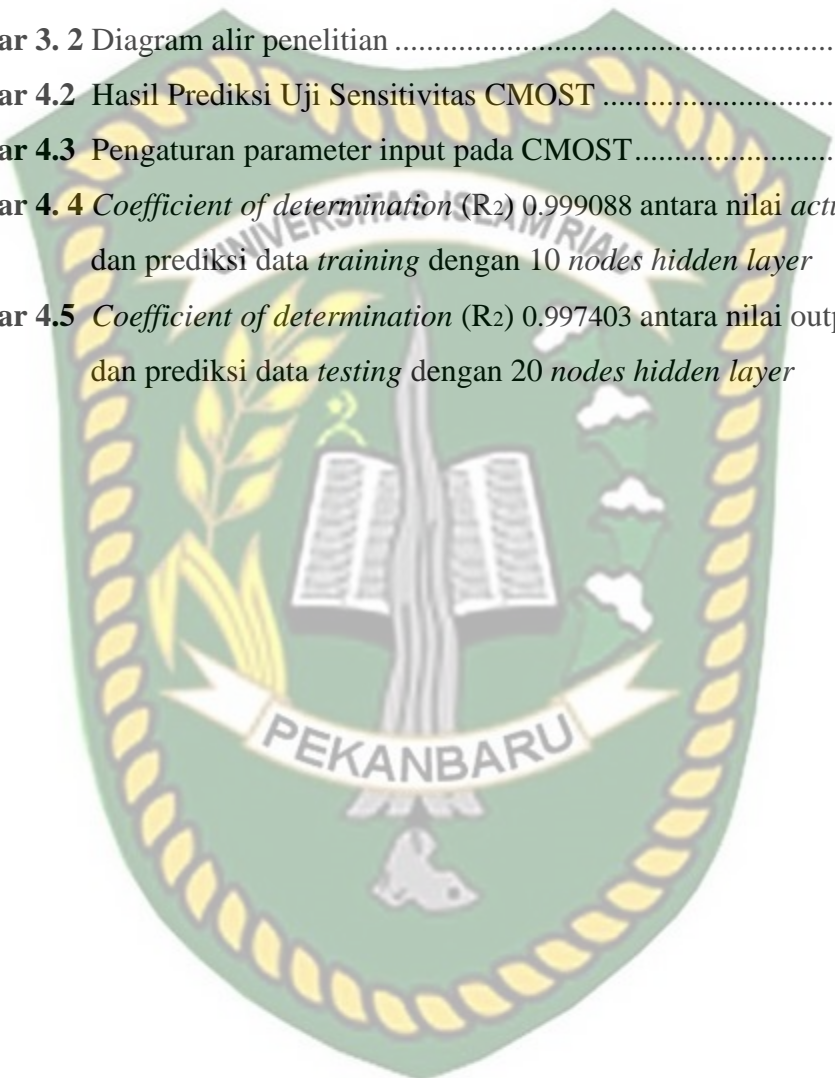 ar 3. 2 Diagram alir penelitian ..........................................................
ar 4.2 Hasil Prediksi Uji Sensitivitas CMOST ..............................
ar 4.3 Pengaturan parameter input pada CMOST..........................
ar 4. 4 Coefficient of determination (R2) 0.999088 antara nilai actu
UNIVERSITAS ISLAM RIAU
dan prediksi data training dengan 10 nodes hidden layer
ar 4.5 Coefficient of determination (R2) 0.997403 antara nilai outp
dan prediksi data testing dengan 20 nodes hidden layer
PEKANBARU